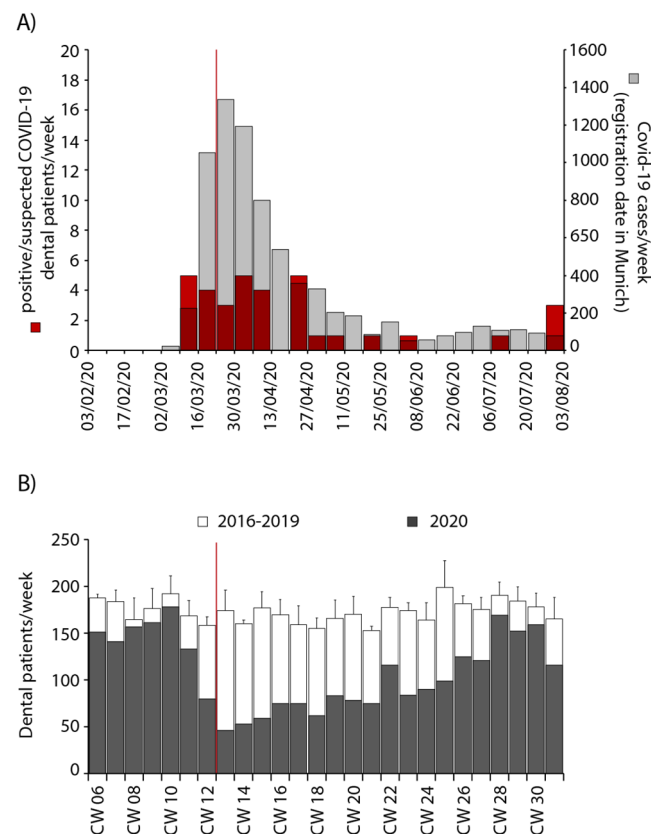 A)
positive/suspected COVID-19
dental patients/week
20
18
16
14
12
10
8
6
4
2
0
1600
1400
1200
1000
800
650
400
200
0
Covid-19 cases/week
(registration date in Munich)
03/02/20
17/02/20
02/03/20
16/03/20
30/03/20
13/04/20
27/04/20
11/05/20
25/05/20
08/06/20
22/06/20
06/07/20
20/07/20
03/08/20
B)
2016-2019
2020
Dental patients/week
250
200
150
100
50
0
CW 06
CW 08
CW 10
CW 12
CW 14
CW 16
CW 18
CW 20
CW 22
CW 24
CW 26
CW 28
CW 30
CW 32